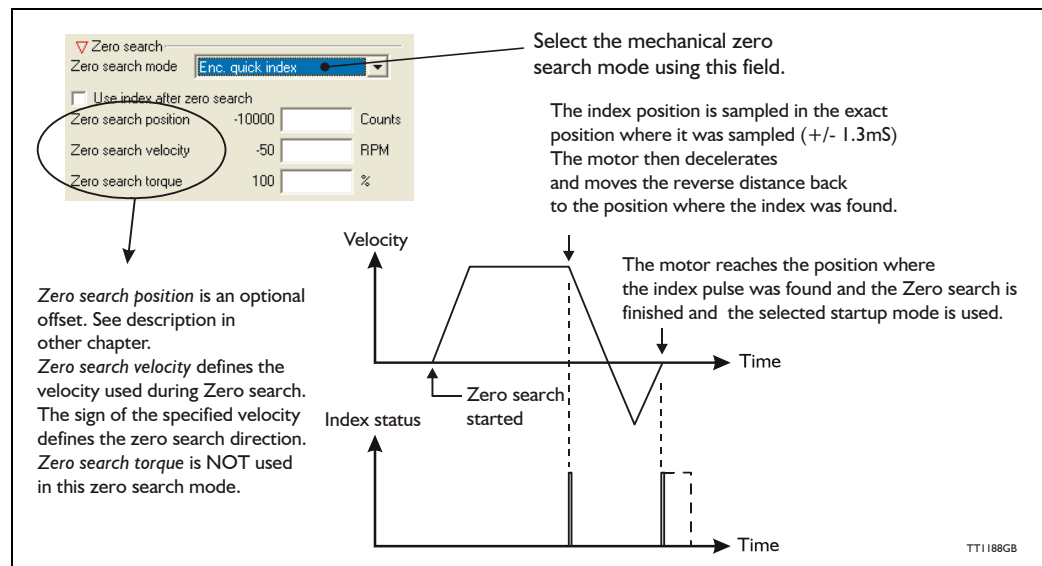 Zero search
Zero search mode Enc. quick index
Use index after zero search
Zero search position -10000 Counts
Zero search velocity -50 RPM
Zero search torque 100 %
Select the mechanical zero
search mode using this field.
The index position is sampled in the exact
position where it was sampled (+/- 1.3mS)
The motor then decelerates
and moves the reverse distance back
to the position where the index was found.
Zero search position is an optional
offset. See description in
other chapter.
Zero search velocity defines the
velocity used during Zero search.
The sign of the specified velocity
defines the zero search direction.
Zero search torque is NOT used
in this zero search mode.
Velocity
The motor reaches the position where
the index pulse was found and the Zero search is
finished and the selected startup mode is used.
Time
Zero search
started
Index status
Time
TT1188GB